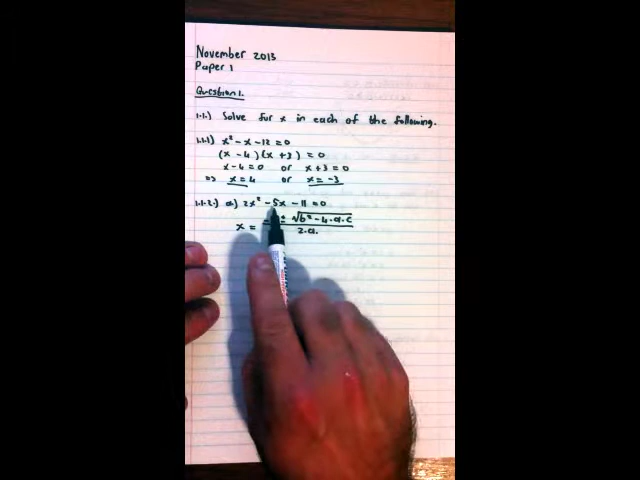 November 2013
Paper 1
Question 1.
1.1.) Solve for x in each of the following.
1.1.1) x² - x - 12 = 0
(x - 4)(x + 3) = 0
x - 4 = 0 or x + 3 = 0
⇒ x = 4 or x = -3
1.1.2.) a) 2x² - 5x - 11 = 0
x = - ± √b² - 4·a·c
2·a.